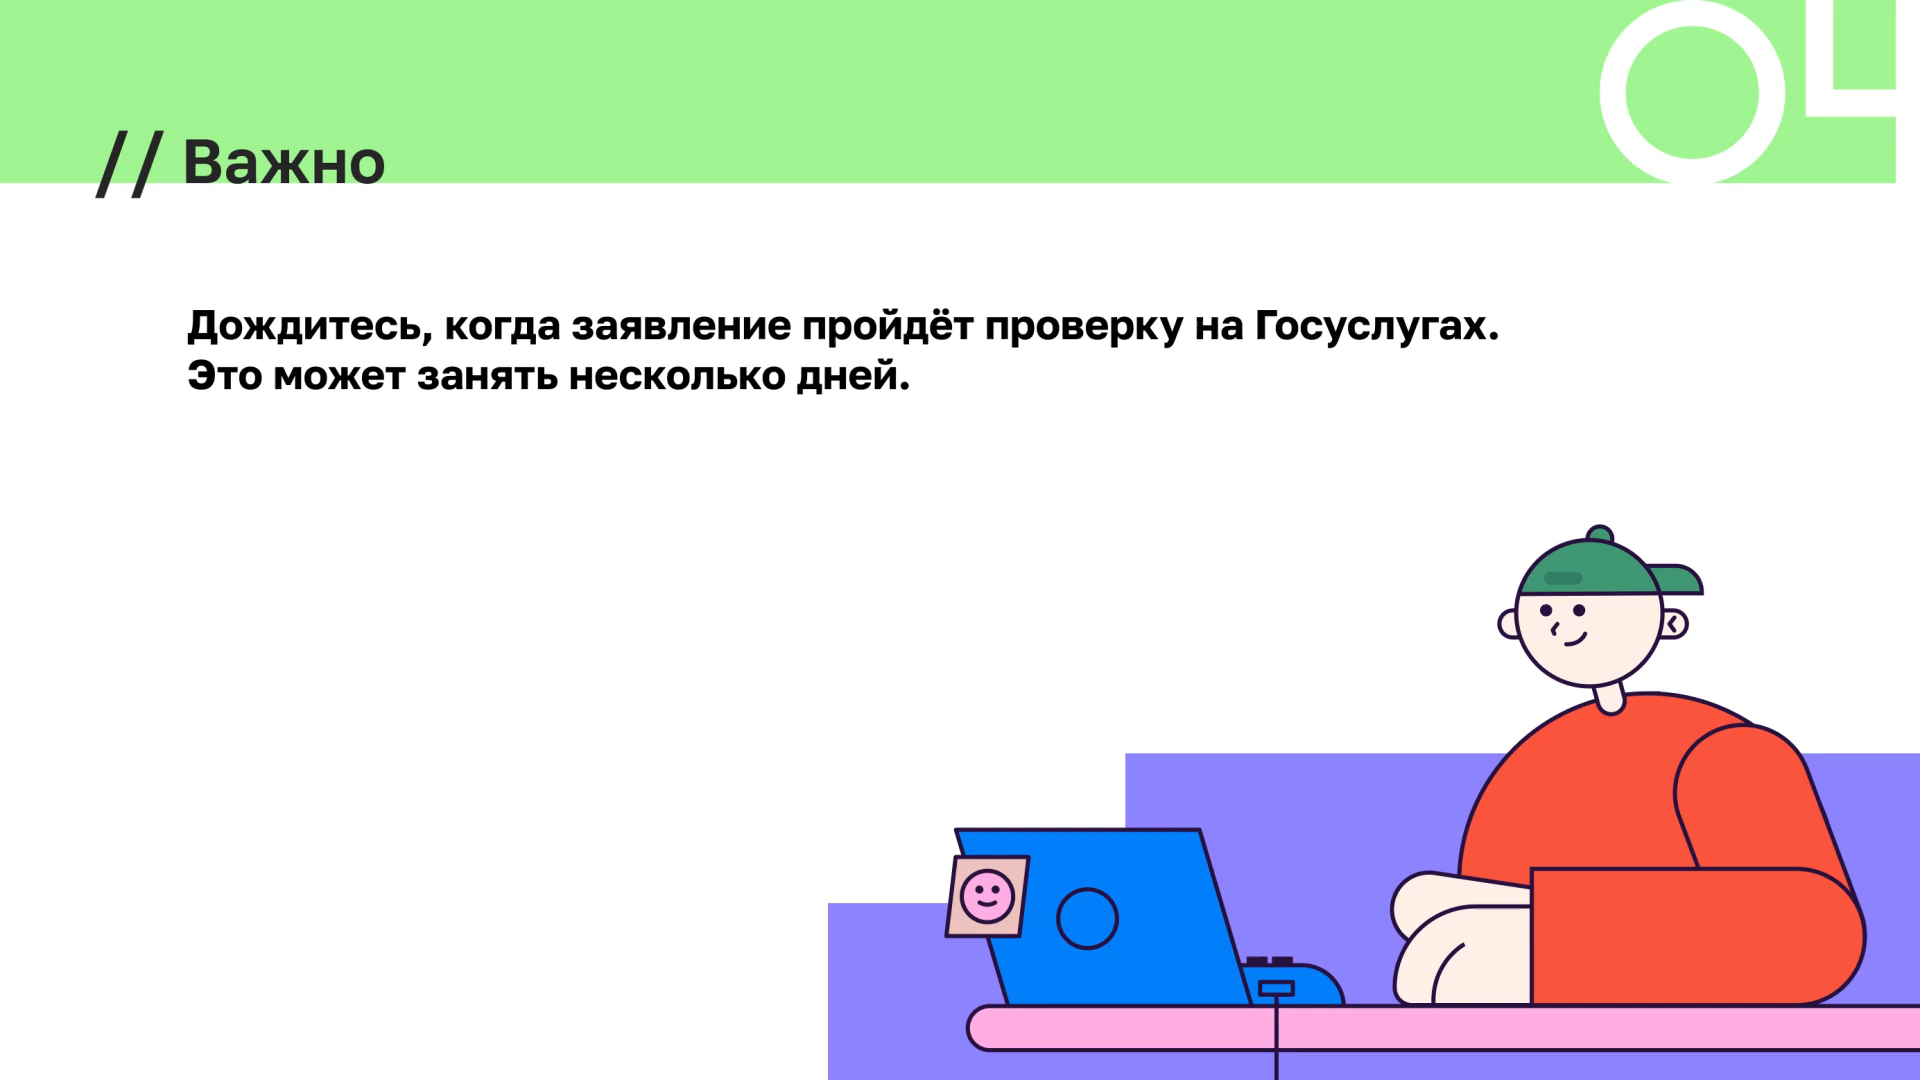 // Важно
Дождитесь, когда заявление пройдёт проверку на Госуслугах.
Это может занять несколько дней.